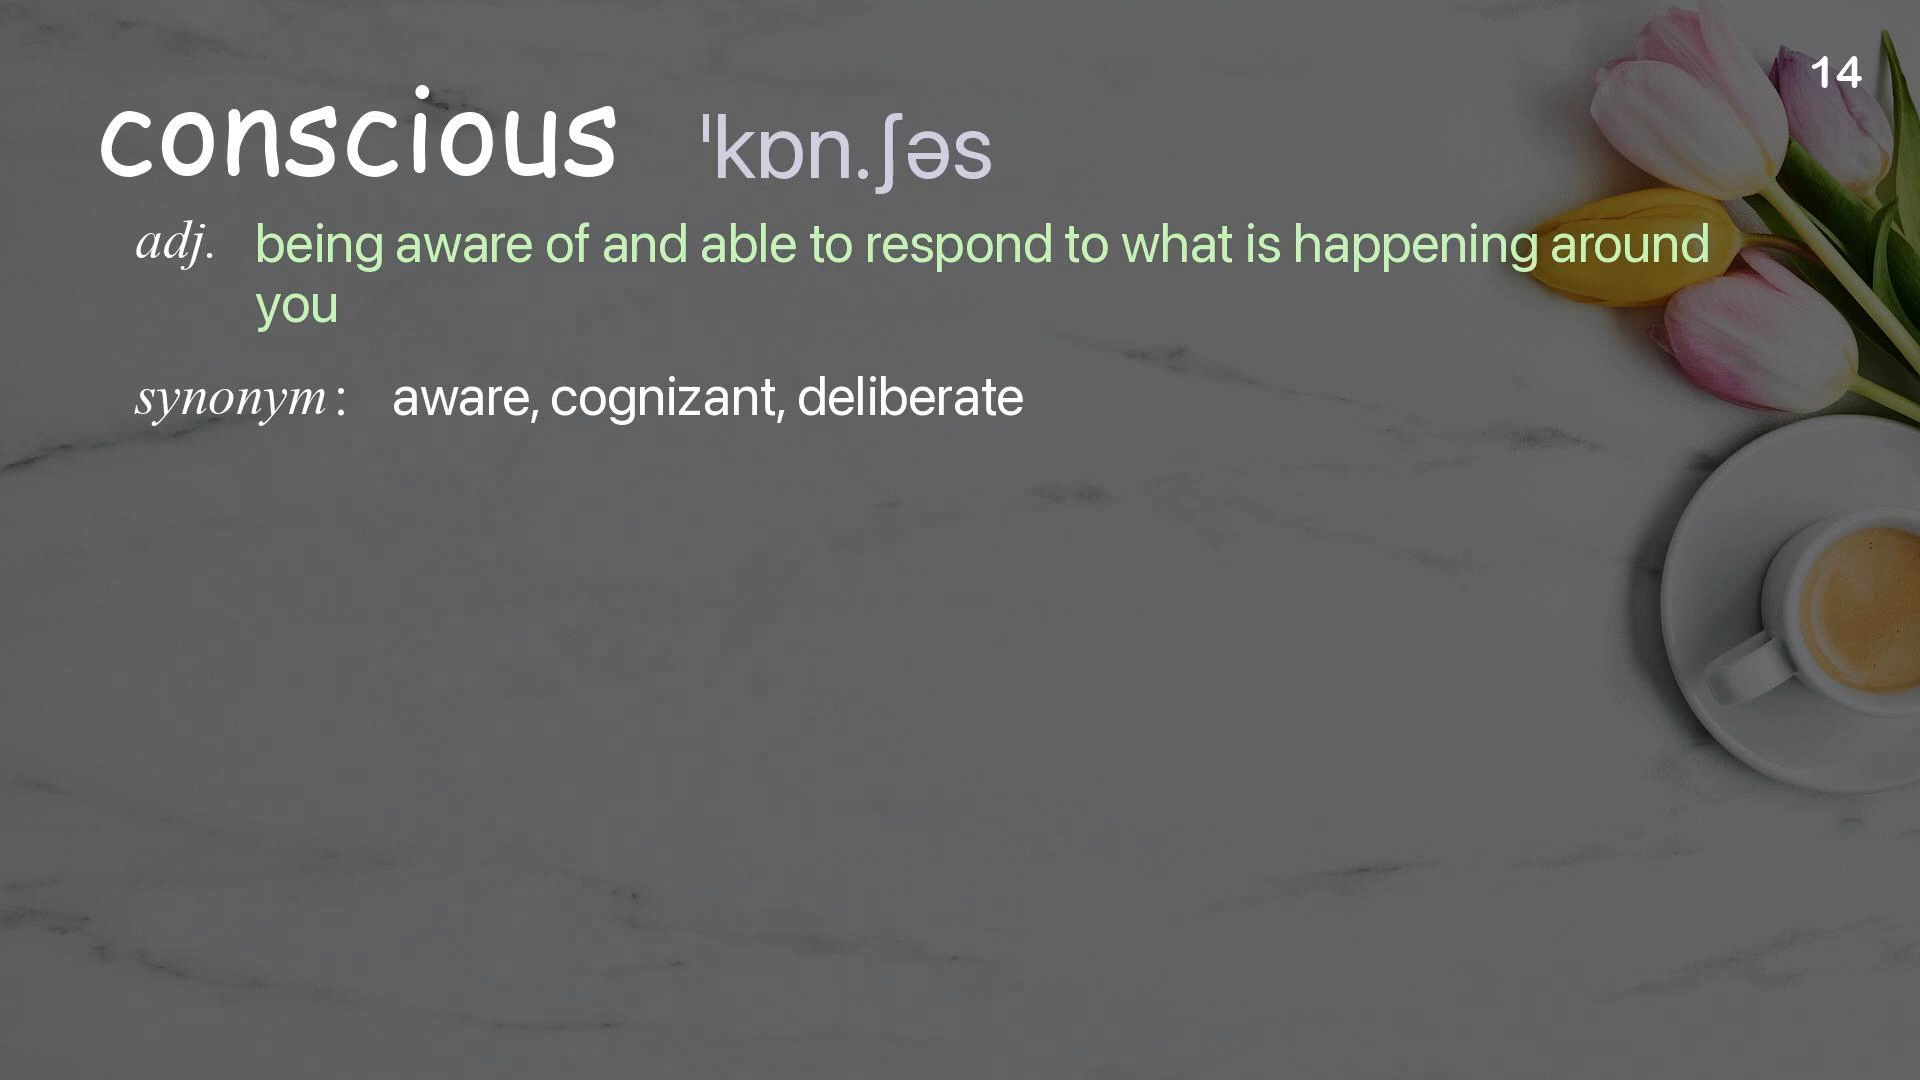 14
conscious ˈkɒn.ʃəs
adj. being aware of and able to respond to what is happening around
you
synonym : aware, cognizant, deliberate